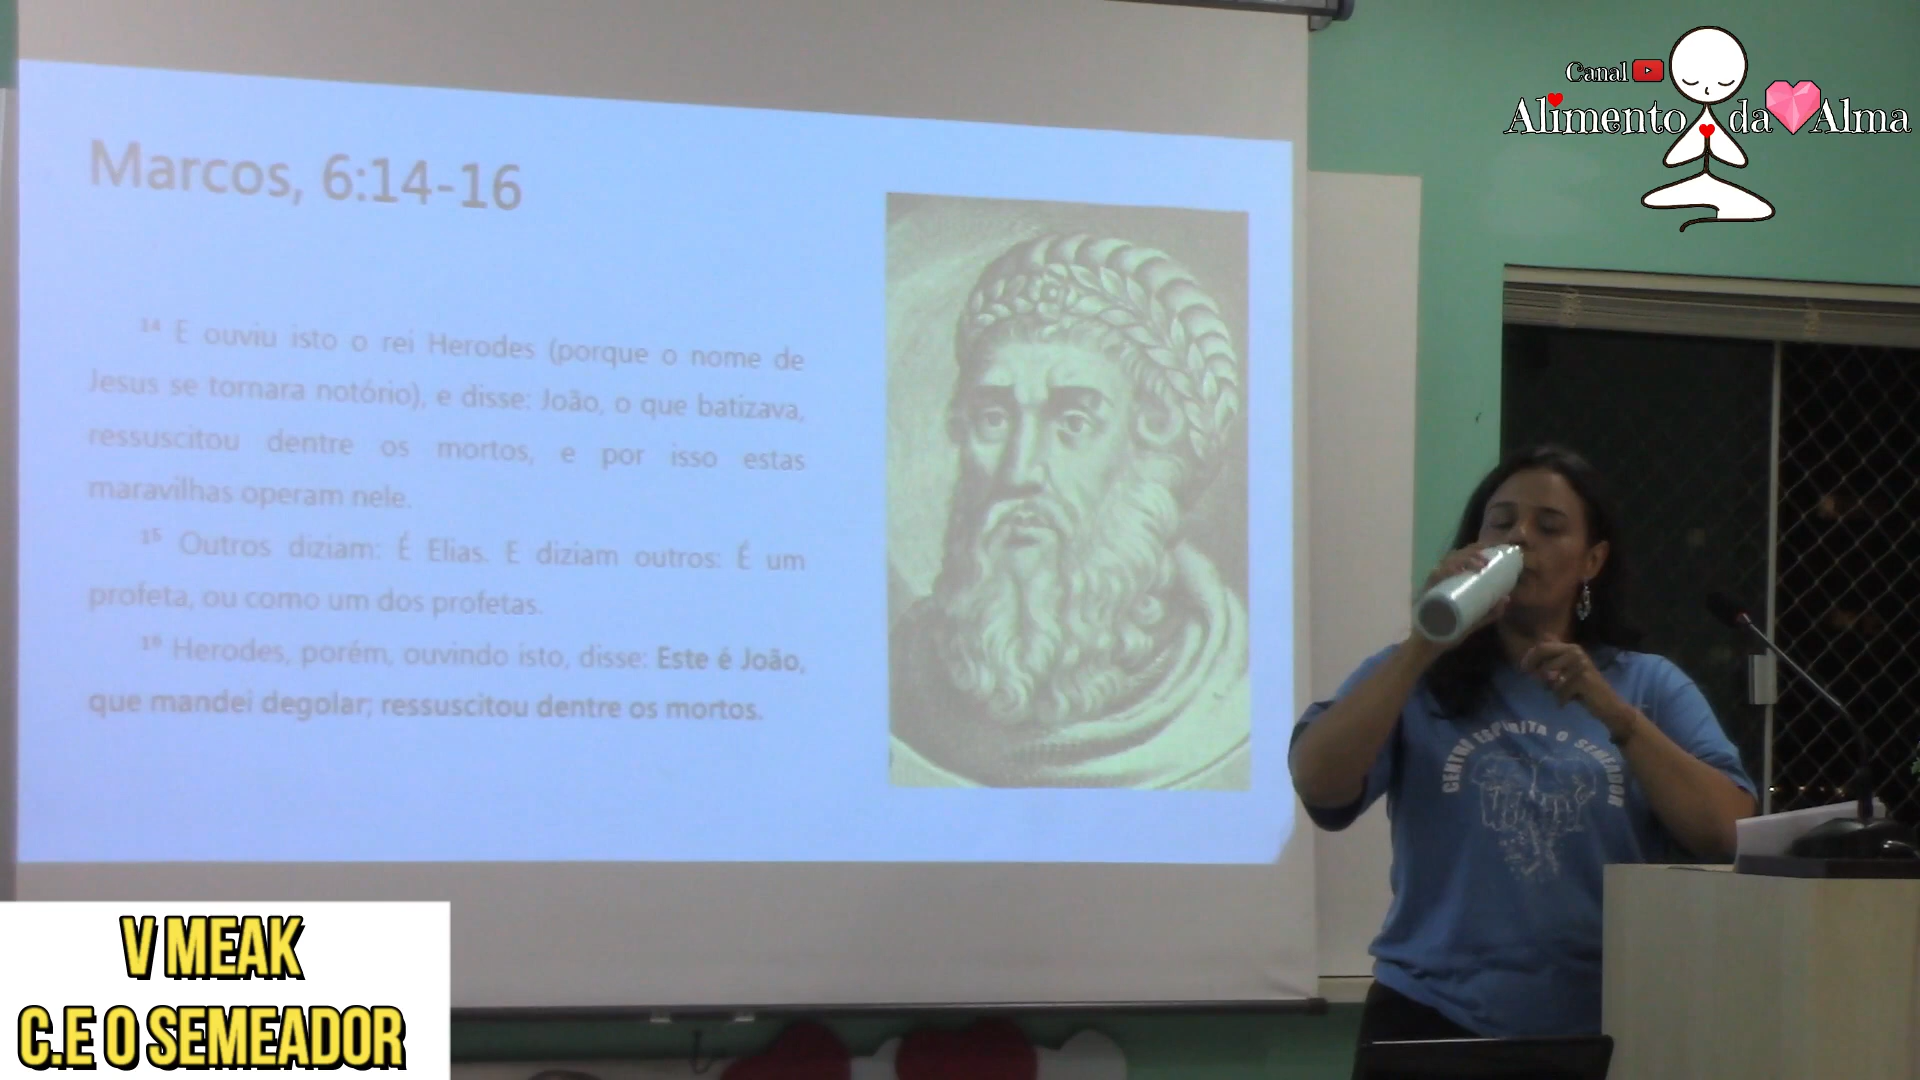 Canal
Alimento da Alma
Marcos, 6:14-16
¹⁴ E ouviu isto o rei Herodes (porque o nome de
Jesus se tornara notório), e disse: João, o que batizava,
ressuscitou dentre os mortos, e por isso estas
maravilhas operam nele.
¹⁵ Outros diziam: É Elias. E diziam outros: É um
profeta, ou como um dos profetas.
¹⁶ Herodes, porém, ouvindo isto, disse: Este é João,
que mandei degolar; ressuscitou dentre os mortos.
CENTRO ESPÍRITA O SEMEADOR
V MEAK
C.E O SEMEADOR